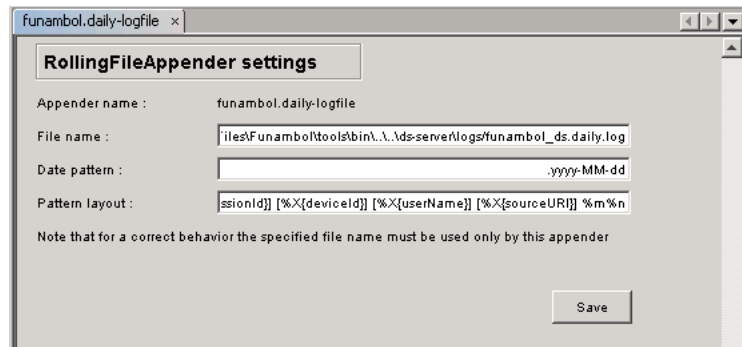 funambol.daily-logfile
RollingFileAppender settings
Appender name : funambol.daily-logfile
File name : iles\Funambol\tools\bin\..\..\ds-server\logs/funambol_ds.daily.log
Date pattern : .yyyy-MM-dd
Pattern layout : ssionId}] [%X{deviceId}] [%X{userName}] [%X{sourceURI}] %m%n
Note that for a correct behavior the specified file name must be used only by this appender
Save